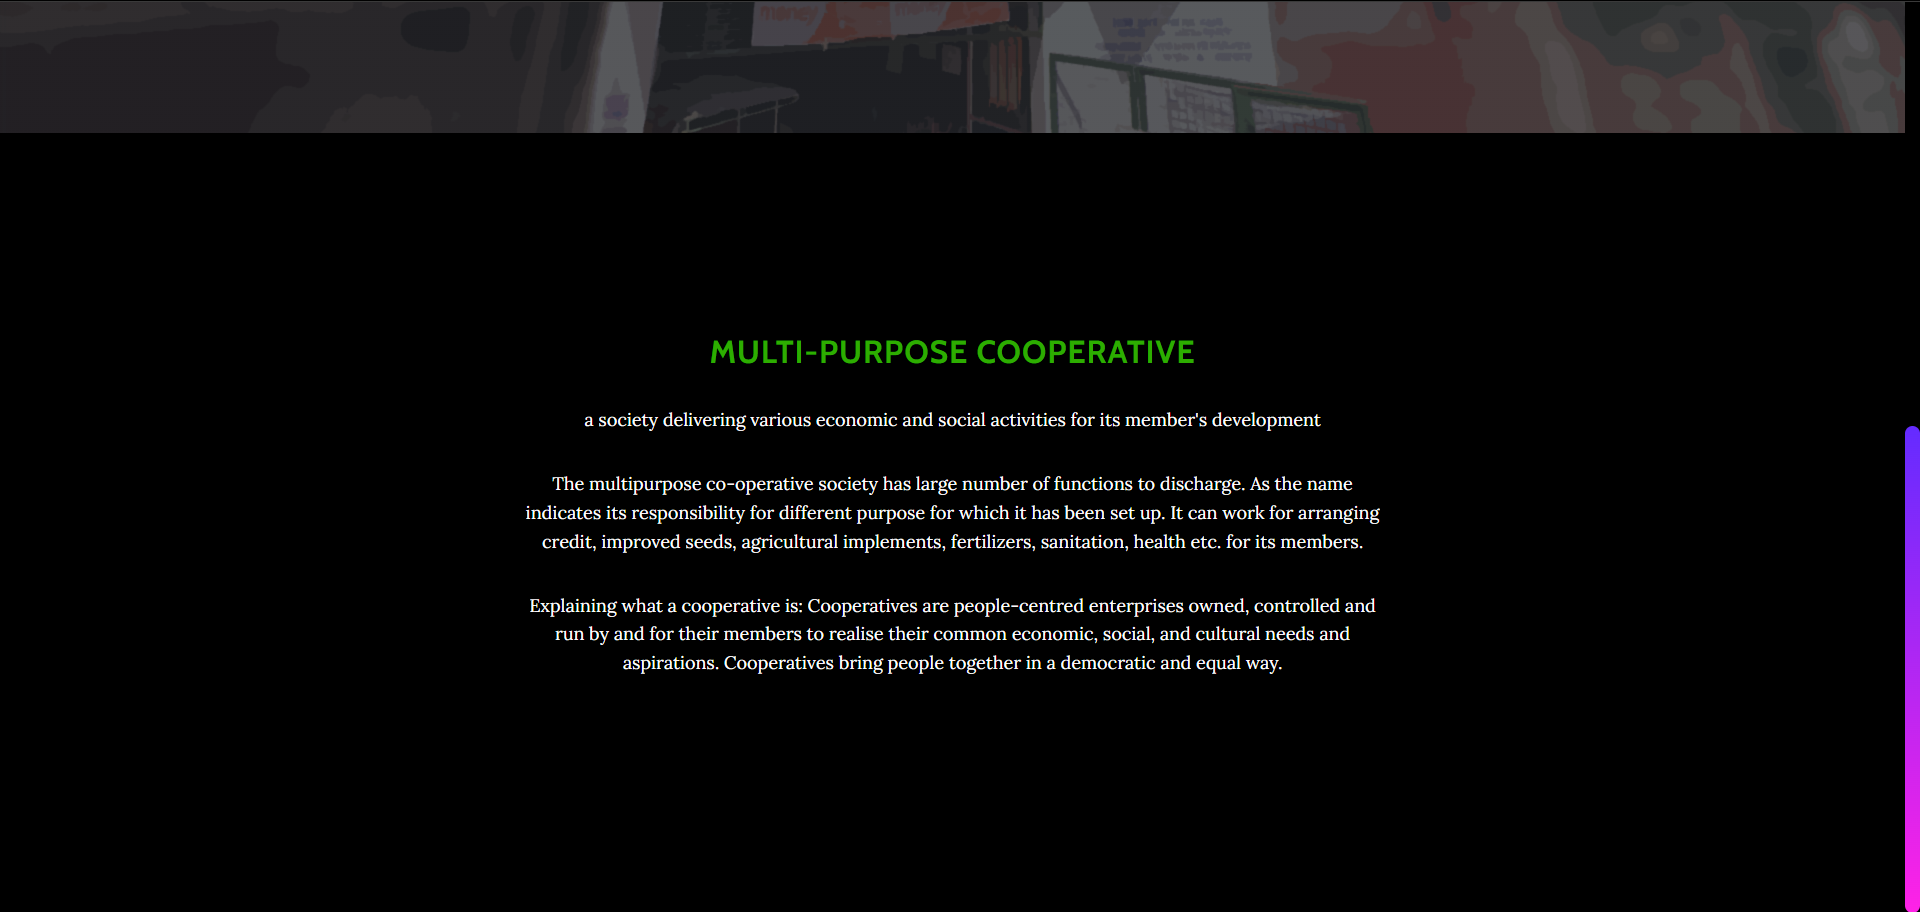 money
MULTI-PURPOSE COOPERATIVE
a society delivering various economic and social activities for its member's development
The multipurpose co-operative society has large number of functions to discharge. As the name
indicates its responsibility for different purpose for which it has been set up. It can work for arranging
credit, improved seeds, agricultural implements, fertilizers, sanitation, health etc. for its members.
Explaining what a cooperative is: Cooperatives are people-centred enterprises owned, controlled and
run by and for their members to realise their common economic, social, and cultural needs and
aspirations. Cooperatives bring people together in a democratic and equal way.